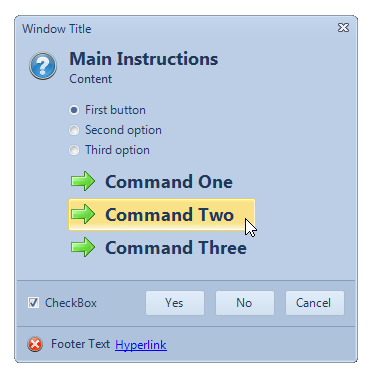 Window Title
Main Instructions
Content
First button
Second option
Third option
Command One
Command Two
Command Three
CheckBox Yes No Cancel
Footer Text Hyperlink